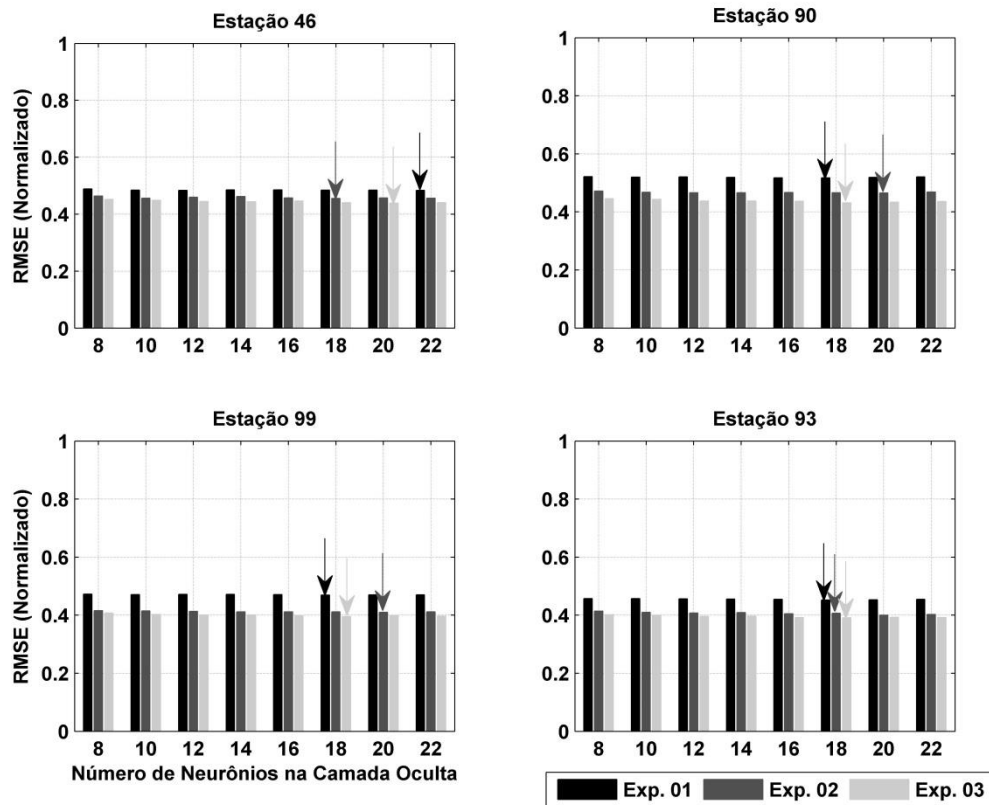 Estação 46
RMSE (Normalizado)
1
0.8
0.6
0.4
0.2
0
8 10 12 14 16 18 20 22
Estação 90
1
0.8
0.6
0.4
0.2
0
8 10 12 14 16 18 20 22
Estação 99
RMSE (Normalizado)
1
0.8
0.6
0.4
0.2
0
8 10 12 14 16 18 20 22
Número de Neurônios na Camada Oculta
Estação 93
1
0.8
0.6
0.4
0.2
0
8 10 12 14 16 18 20 22
Exp. 01 Exp. 02 Exp. 03